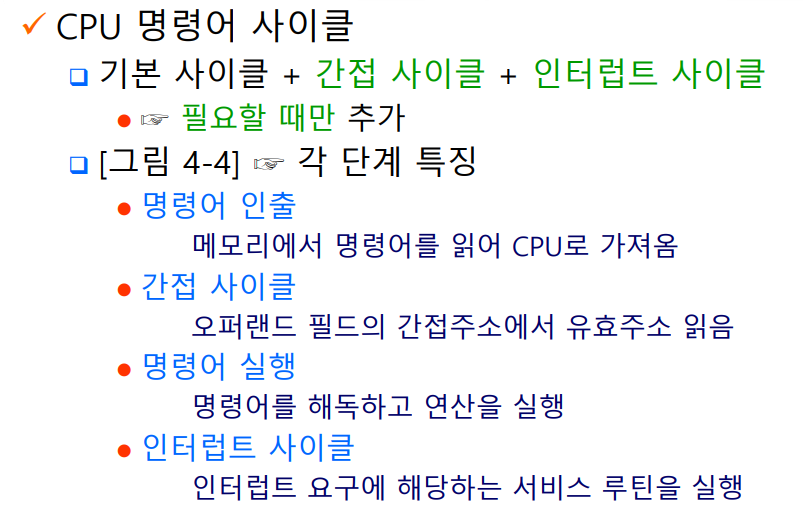 ✓ CPU 명령어 사이클
❑ 기본 사이클 + 간접 사이클 + 인터럽트 사이클
● ☞ 필요할 때만 추가
❑ [그림 4-4] ☞ 각 단계 특징
● 명령어 인출
메모리에서 명령어를 읽어 CPU로 가져옴
● 간접 사이클
오퍼랜드 필드의 간접주소에서 유효주소 읽음
● 명령어 실행
명령어를 해독하고 연산을 실행
● 인터럽트 사이클
인터럽트 요구에 해당하는 서비스 루틴을 실행